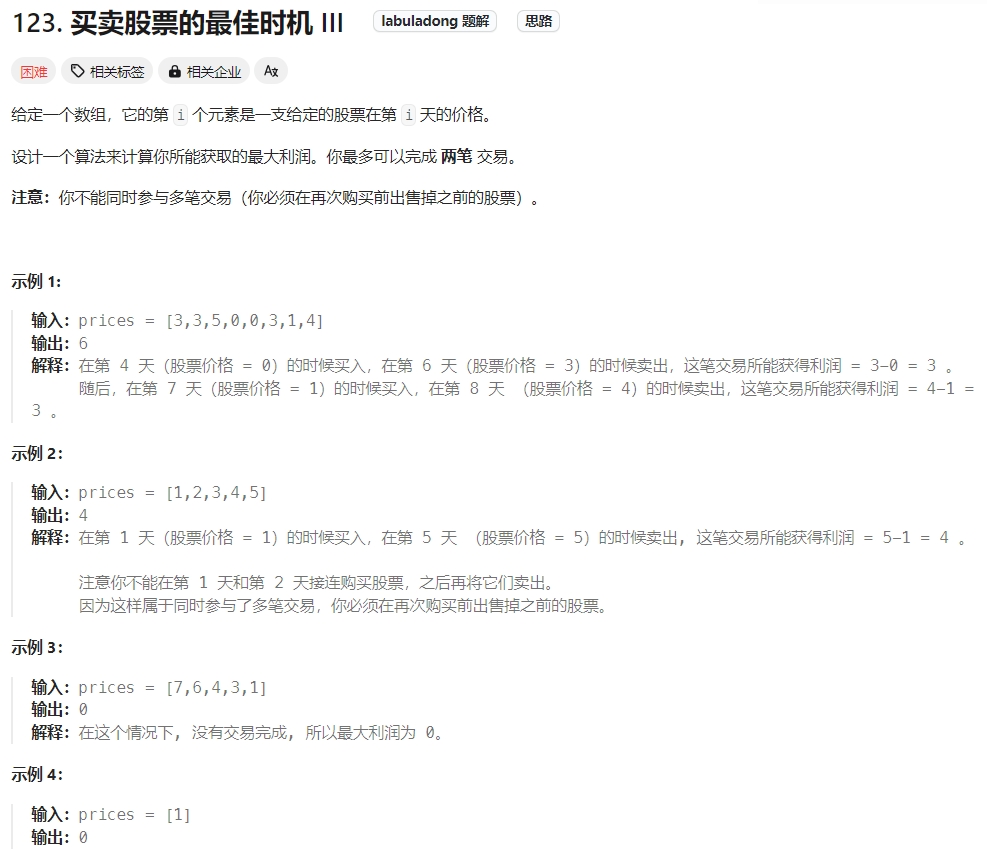 123. 买卖股票的最佳时机 III labuladong 题解 思路
困难 相关标签 相关企业 Aх
给定一个数组，它的第 i 个元素是一支给定的股票在第 i 天的价格。
设计一个算法来计算你所能获取的最大利润。你最多可以完成 两笔 交易。
注意：你不能同时参与多笔交易（你必须在再次购买前出售掉之前的股票）。
示例 1:
输入：prices = [3,3,5,0,0,3,1,4]
输出：6
解释：在第 4 天（股票价格 = 0）的时候买入，在第 6 天（股票价格 = 3）的时候卖出，这笔交易所能获得利润 = 3-0 = 3 。
随后，在第 7 天（股票价格 = 1）的时候买入，在第 8 天 （股票价格 = 4）的时候卖出，这笔交易所能获得利润 = 4-1 =
3 。
示例 2：
输入：prices = [1,2,3,4,5]
输出：4
解释：在第 1 天（股票价格 = 1）的时候买入，在第 5 天 （股票价格 = 5）的时候卖出, 这笔交易所能获得利润 = 5-1 = 4 。
注意你不能在第 1 天和第 2 天接连购买股票，之后再将它们卖出。
因为这样属于同时参与了多笔交易，你必须在再次购买前出售掉之前的股票。
示例 3：
输入：prices = [7,6,4,3,1]
输出：0
解释：在这个情况下, 没有交易完成, 所以最大利润为 0。
示例 4：
输入：prices = [1]
输出：0